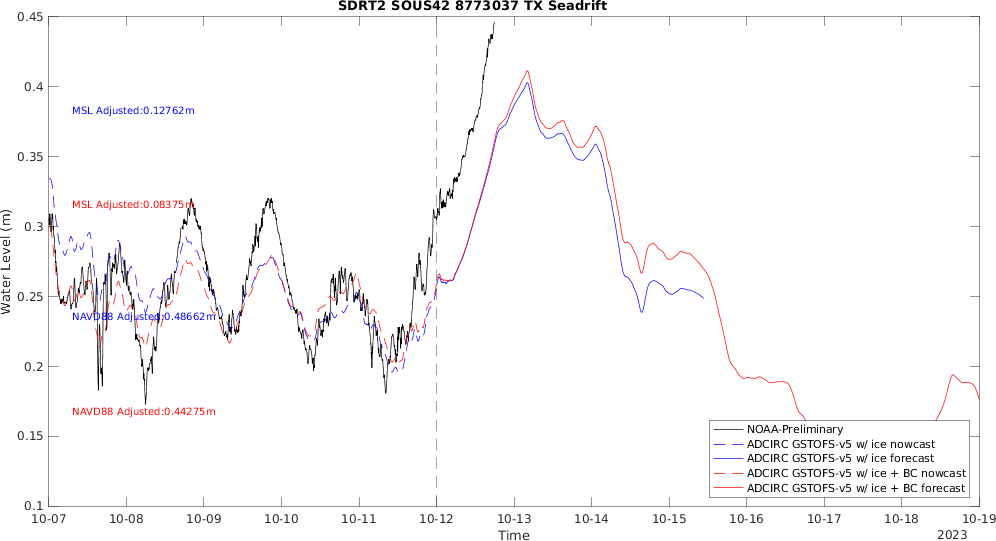 SDRT2 SOUS42 8773037 TX Seadrift
0.45
0.4
0.35
0.3
0.25
0.2
0.15
0.1
Water Level (m)
MSL Adjusted:0.12762m
MSL Adjusted:0.08375m
NAVD88 Adjusted:0.48662m
NAVD88 Adjusted:0.44275m
NOAA-Preliminary
ADCIRC GSTOFS-v5 w/ ice nowcast
ADCIRC GSTOFS-v5 w/ ice forecast
ADCIRC GSTOFS-v5 w/ ice + BC nowcast
ADCIRC GSTOFS-v5 w/ ice + BC forecast
10-07 10-08 10-09 10-10 10-11 10-12 10-13 10-14 10-15 10-16 10-17 10-18 10-19
Time
2023